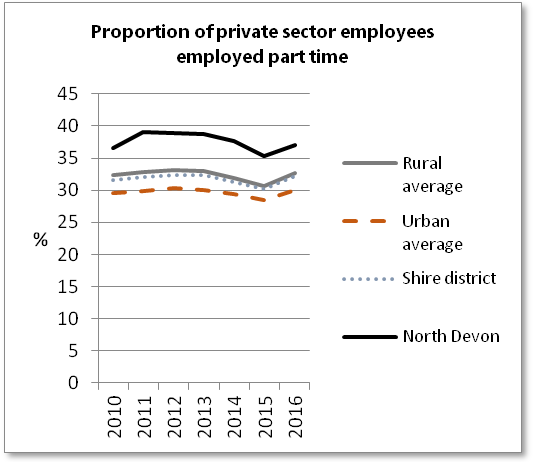 Proportion of private sector employees
employed part time
45
40
35
30
25
20
15
10
5
0
%
2010
2011
2012
2013
2014
2015
2016
Rural
average
Urban
average
Shire district
North Devon